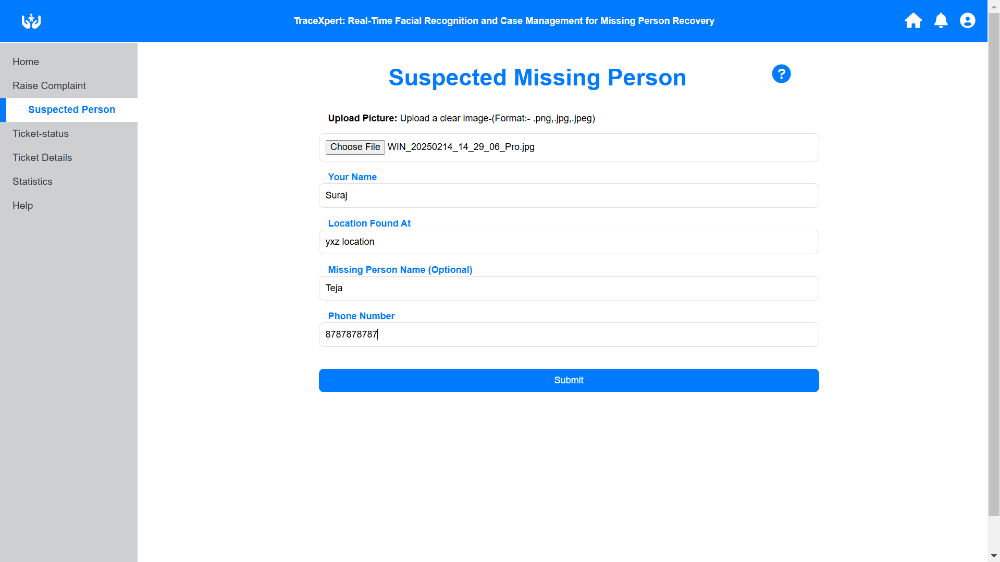 TraceXpert: Real-Time Facial Recognition and Case Management for Missing Person Recovery
Home
Raise Complaint
Suspected Person
Ticket-status
Ticket Details
Statistics
Help
Suspected Missing Person
?
Upload Picture: Upload a clear image-(Format:- .png,.jpg,.jpeg)
Choose File WIN_20250214_14_29_06_Pro.jpg
Your Name
Suraj
Location Found At
yxz location
Missing Person Name (Optional)
Teja
Phone Number
8787878787
Submit